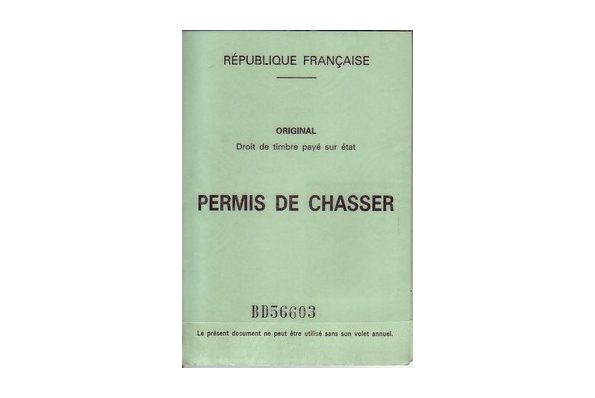 RÉPUBLIQUE FRANÇAISE
ORIGINAL
Droit de timbre payé sur état
PERMIS DE CHASSER
BD56603
Le présent document ne peut être utilisé sans son volet annuel.